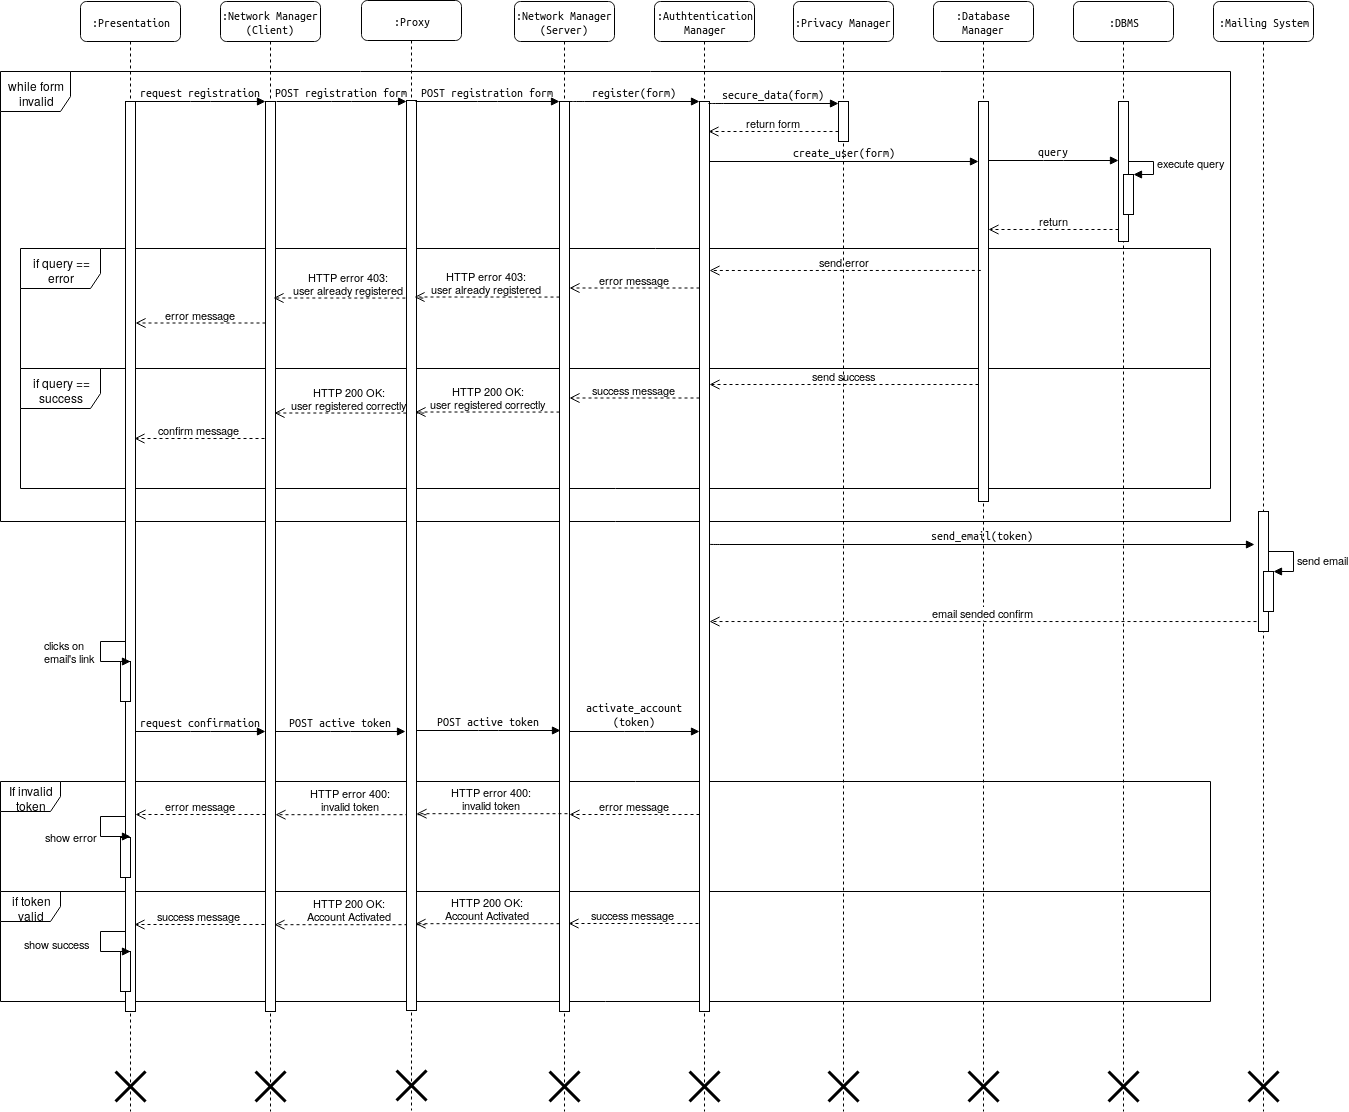 :Presentation
:Network Manager
(Client)
:Proxy
:Network Manager
(Server)
:Authtentication
Manager
:Privacy Manager
:Database
Manager
:DBMS
:Mailing System
while form
invalid
request registration
POST registration form
POST registration form
register(form)
secure_data(form)
return form
create_user(form)
query
execute query
return
if query ==
error
send error
error message
HTTP error 403:
user already registered
HTTP error 403:
user already registered
error message
if query ==
success
send success
success message
HTTP 200 OK:
user registered correctly
HTTP 200 OK:
user registered correctly
confirm message
send_email(token)
send email
email sended confirm
clicks on
email's link
request confirmation
POST active token
POST active token
activate_account
(token)
If invalid
token
error message
HTTP error 400:
invalid token
HTTP error 400:
invalid token
error message
show error
if token
valid
success message
HTTP 200 OK:
Account Activated
HTTP 200 OK:
Account Activated
success message
show success